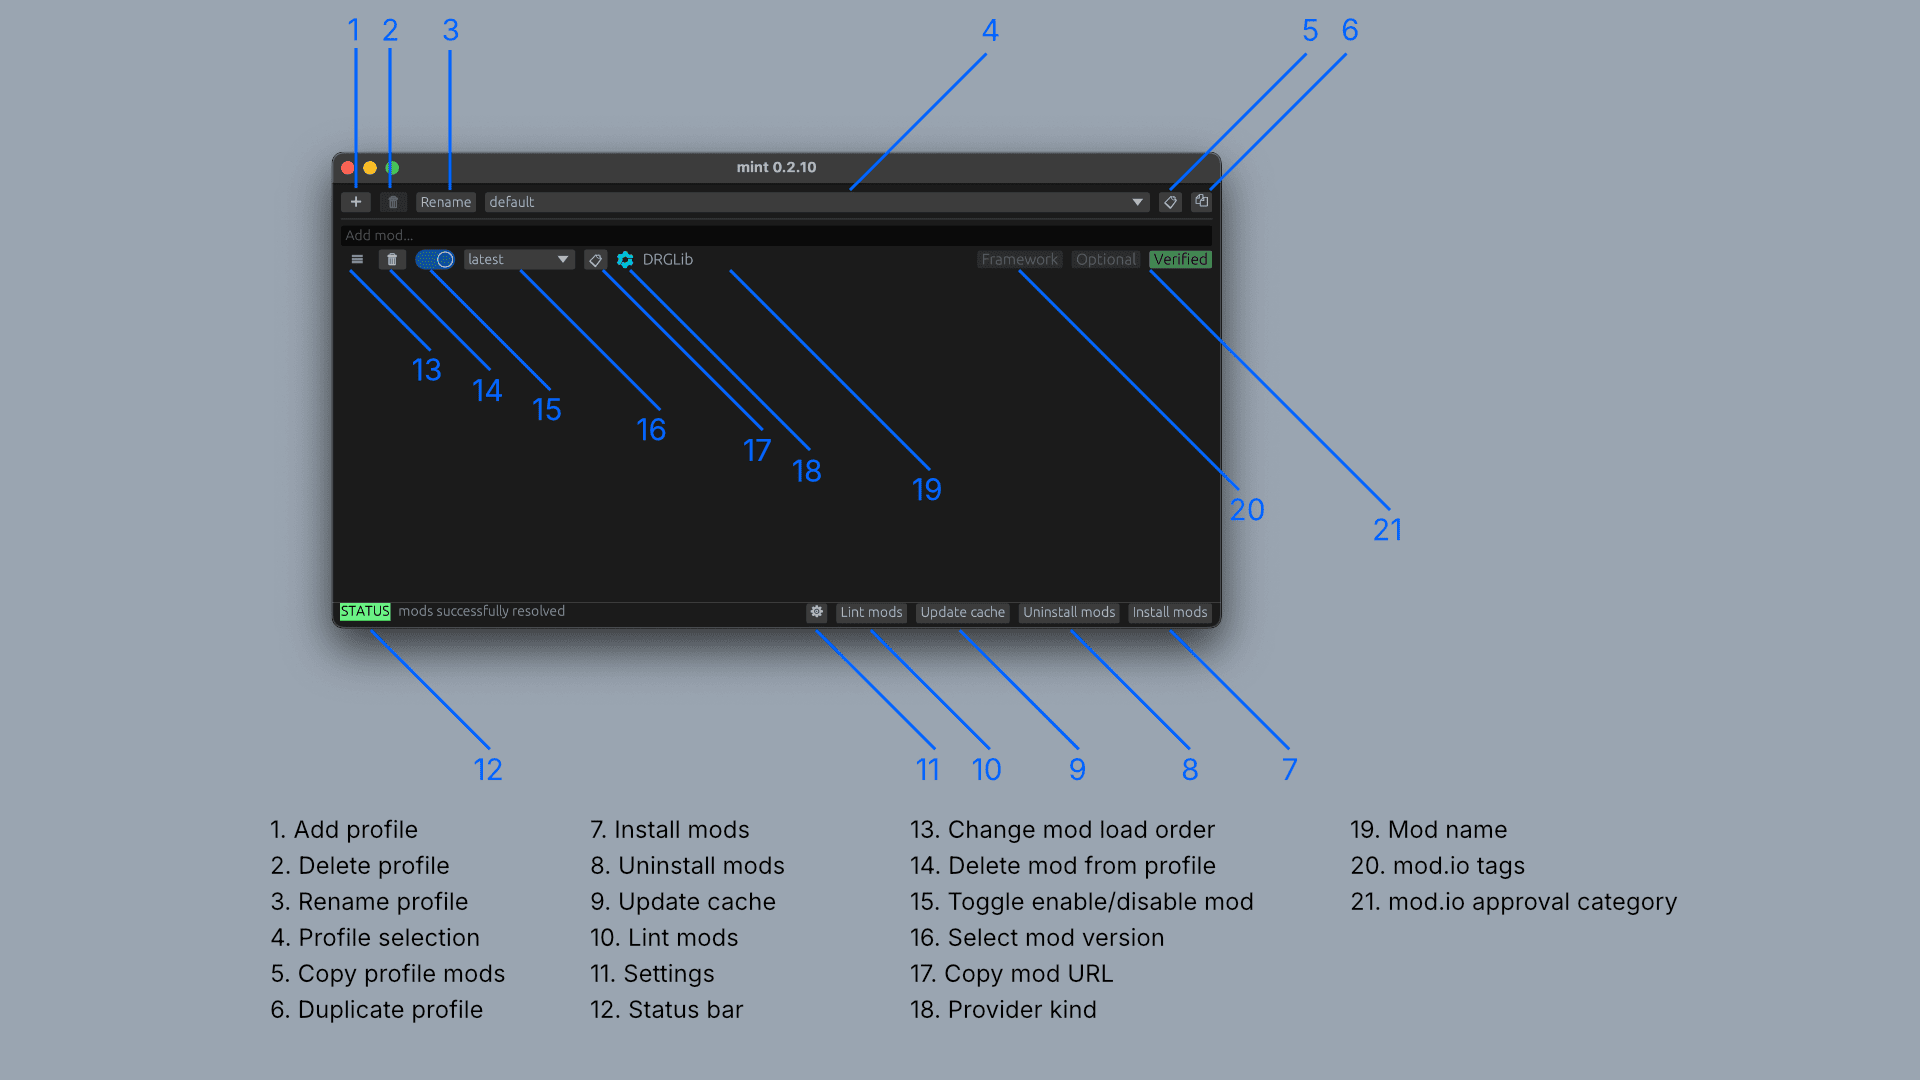 1 2 3 4 5 6
mint 0.2.10
Rename default
Add mod...
latest DRGLib Framework Optional Verified
13
14
15
16
17
18
19
20
21
STATUS mods successfully resolved Lint mods Update cache Uninstall mods Install mods
12 11 10 9 8 7
1. Add profile
2. Delete profile
3. Rename profile
4. Profile selection
5. Copy profile mods
6. Duplicate profile
7. Install mods
8. Uninstall mods
9. Update cache
10. Lint mods
11. Settings
12. Status bar
13. Change mod load order
14. Delete mod from profile
15. Toggle enable/disable mod
16. Select mod version
17. Copy mod URL
18. Provider kind
19. Mod name
20. mod.io tags
21. mod.io approval category